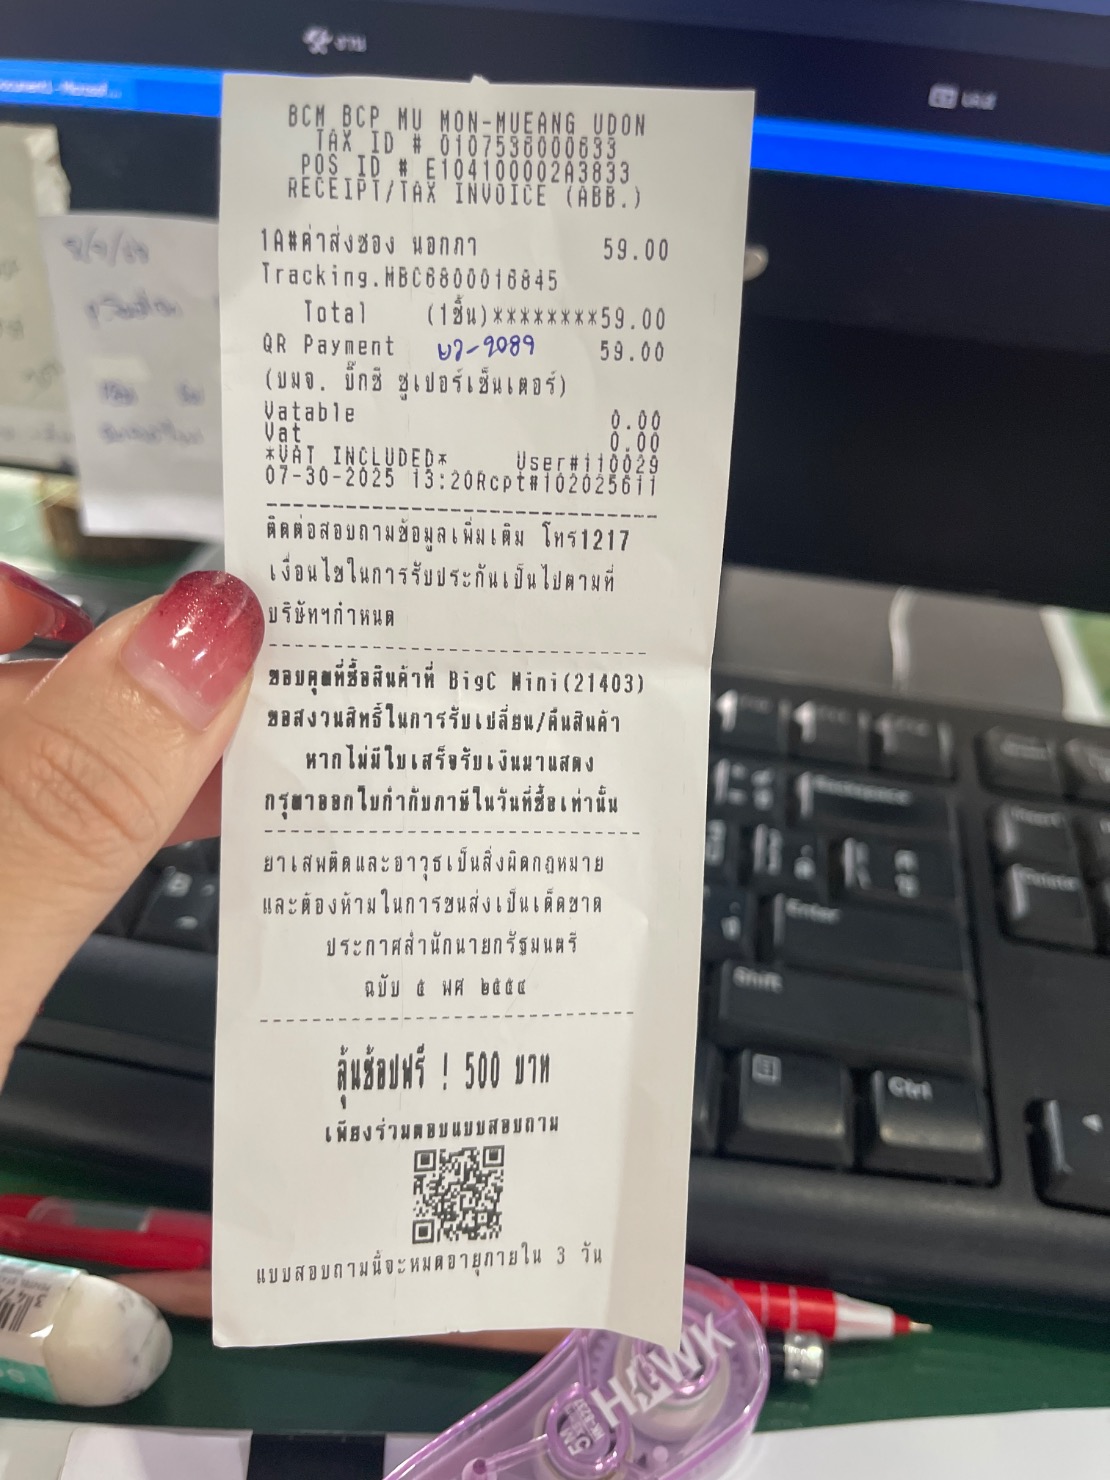 งาน
BCM BCP MU MON-MUEANG UDON
TAX ID # 0107536000633
POS ID # E104100002A3833
RECEIPT/TAX INVOICE (ABB.)
1A#ค่าส่งซอง นอกภา 59.00
Tracking.MBC6800016845
Total (1ชิ้น)********59.00
QR Payment บว-9089 59.00
(บมจ. บิ๊กซี ซูเปอร์เซ็นเตอร์)
Vatable 0.00
Vat 0.00
*VAT INCLUDED* User#110029
07-30-2025 13:20Rcpt#102025611
ติดต่อสอบถามข้อมูลเพิ่มเติม โทร1217
เงื่อนไขในการรับประกันเป็นไปตามที่
บริษัทฯกำหนด
ขอบคุณที่ซื้อสินค้าที่ BigC Mini(21403)
ขอสงวนสิทธิ์ในการรับเปลี่ยน/คืนสินค้า
หากไม่มีใบเสร็จรับเงินมาแสดง
กรุณาออกใบกำกับภาษีในวันที่ซื้อเท่านั้น
ยาเสพติดและอาวุธเป็นสิ่งผิดกฎหมาย
และต้องห้ามในการขนส่งเป็นเด็ดขาด
ประกาศสำนักนายกรัฐมนตรี
ฉบับ ๕ พศ ๒๕๕๔
ลุ้นช้อปฟรี ! 500 บาท
เพียงร่วมตอบแบบสอบถาม
แบบสอบถามนี้จะหมดอายุภายใน 3 วัน
Backspace
Insert
Delete
Enter
Shift
Ctrl
HAWK
5M